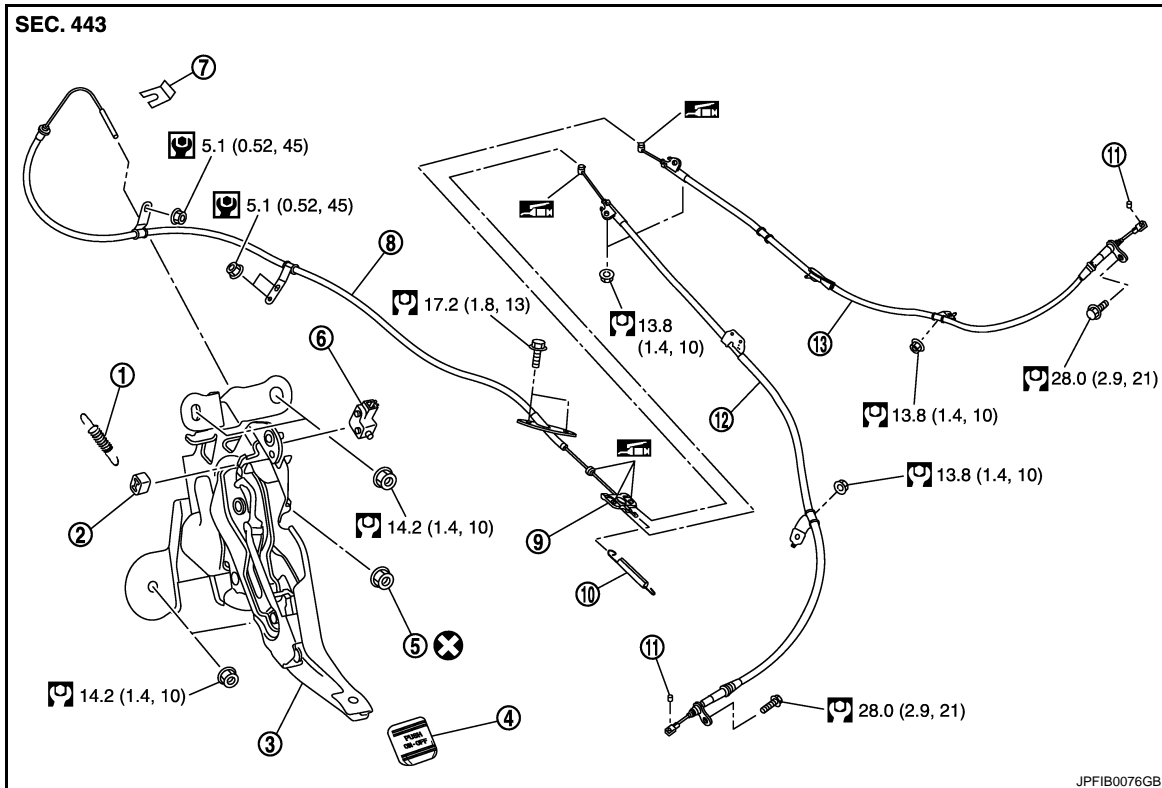 SEC. 443
7
5.1 (0.52, 45)
11
5.1 (0.52, 45)
8
17.2 (1.8, 13)
13.8
(1.4, 10)
13
6
28.0 (2.9, 21)
1
12
13.8 (1.4, 10)
13.8 (1.4, 10)
2
14.2 (1.4, 10)
9
10
5
11
14.2 (1.4, 10)
28.0 (2.9, 21)
3
4
PUSH
ON-OFF
JPFIB0076GB